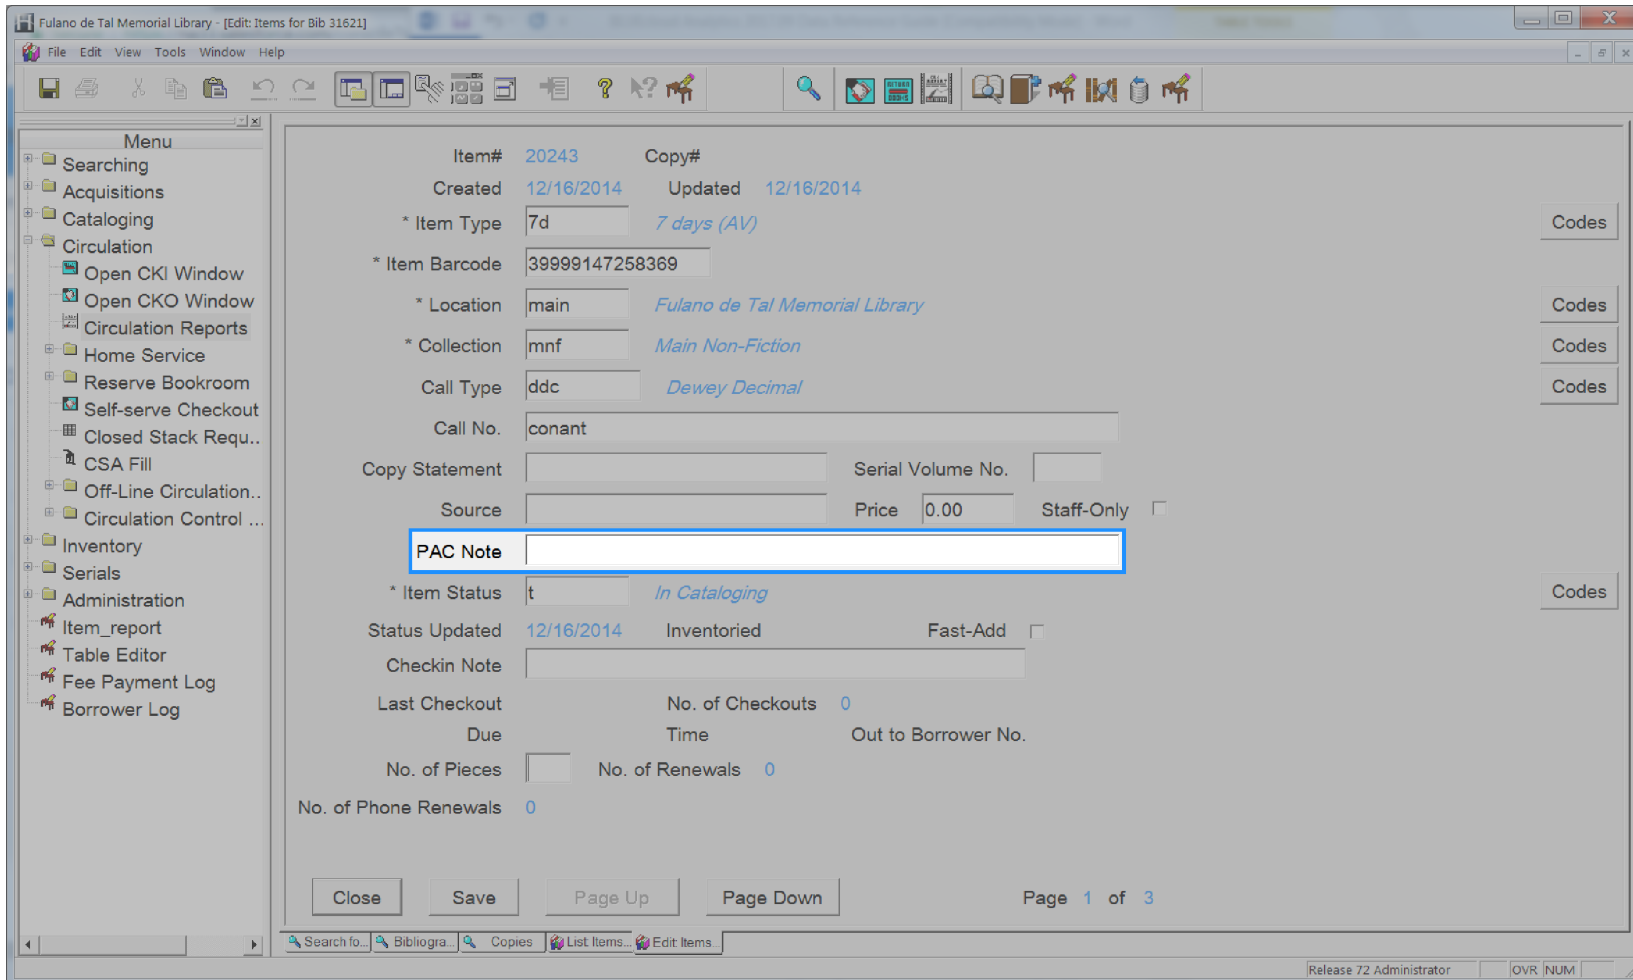 Fulano de Tal Memorial Library - [Edit: Items for Bib 31621]
File Edit View Tools Window Help
Menu
Searching
Acquisitions
Cataloging
Circulation
Open CKI Window
Open CKO Window
Circulation Reports
Home Service
Reserve Bookroom
Self-serve Checkout
Closed Stack Requ..
CSA Fill
Off-Line Circulation..
Circulation Control ...
Inventory
Serials
Administration
Item_report
Table Editor
Fee Payment Log
Borrower Log
Item# 20243 Copy#
Created 12/16/2014 Updated 12/16/2014
* Item Type 7d 7 days (AV) Codes
* Item Barcode 39999147258369
* Location main Fulano de Tal Memorial Library Codes
* Collection mnf Main Non-Fiction Codes
Call Type ddc Dewey Decimal Codes
Call No. conant
Copy Statement Serial Volume No.
Source Price 0.00 Staff-Only
PAC Note
* Item Status t In Cataloging Codes
Status Updated 12/16/2014 Inventoried Fast-Add
Checkin Note
Last Checkout No. of Checkouts 0
Due Time Out to Borrower No.
No. of Pieces No. of Renewals 0
No. of Phone Renewals 0
Close Save Page Up Page Down Page 1 of 3
Search fo... Bibliogra... Copies List Items... Edit Items...
Release 72 Administrator OVR NUM